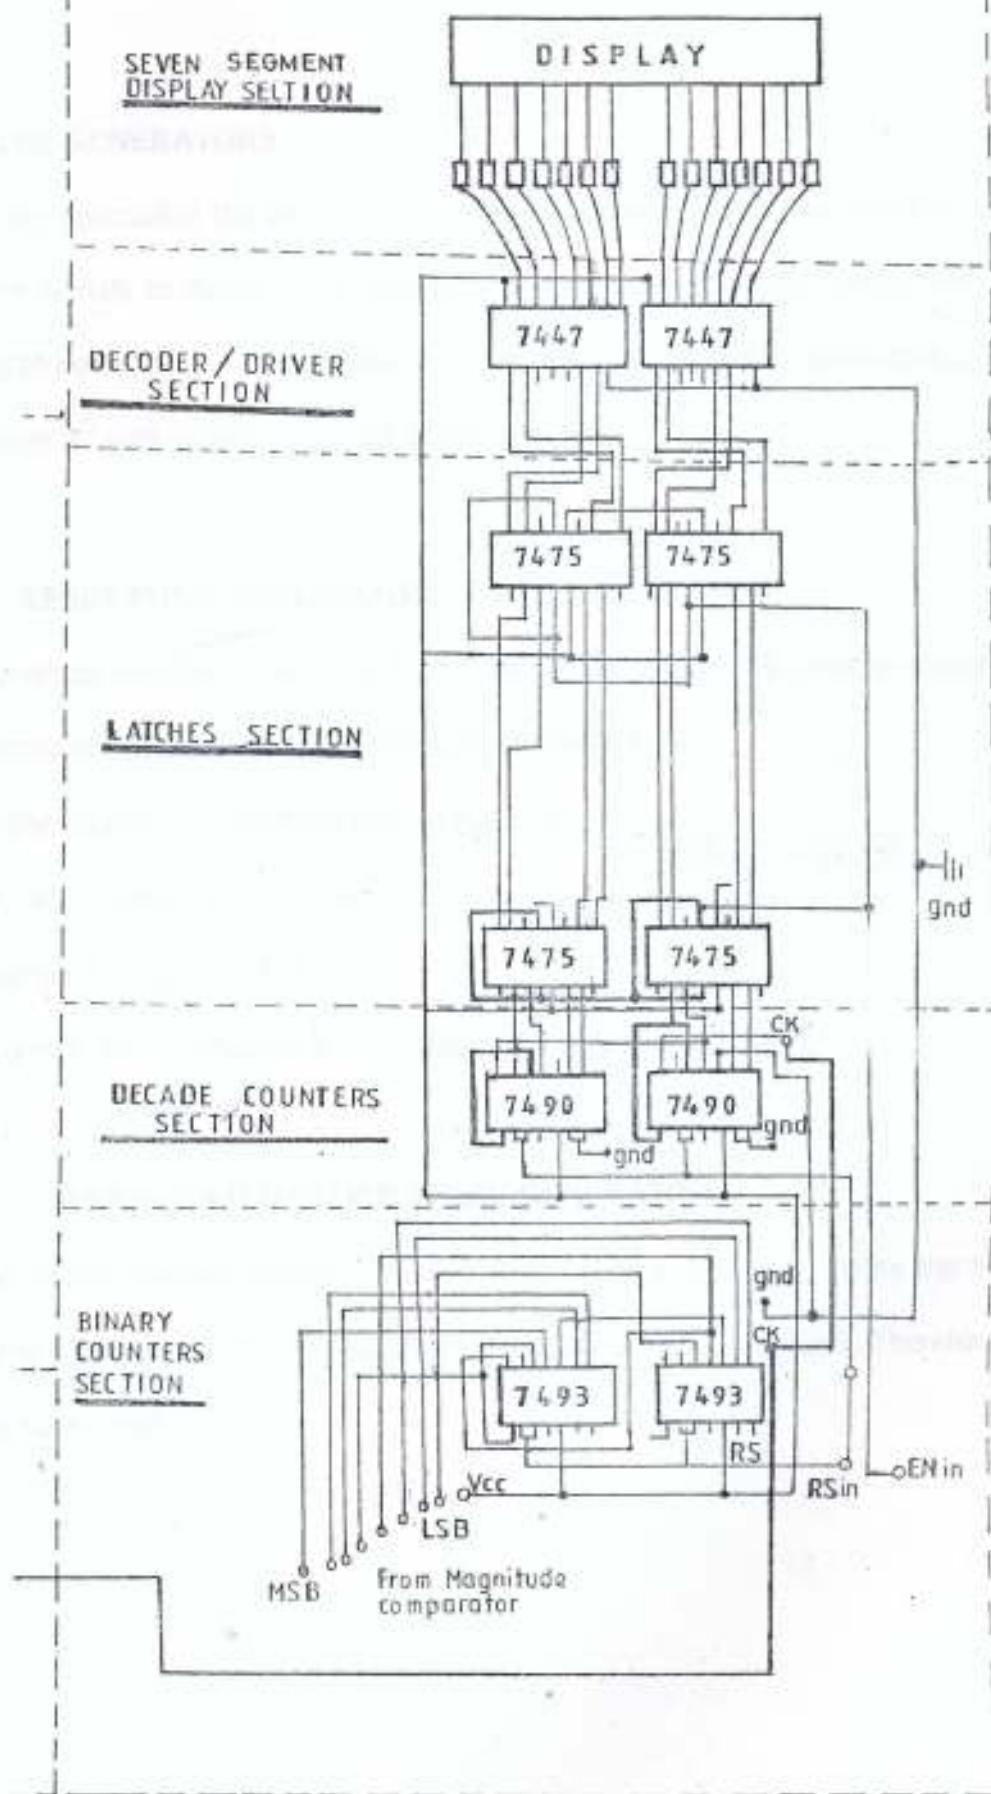 SEVEN SEGMENT
DISPLAY SELTION
DISPLAY
7447
7447
DECODER/DRIVER
SECTION
7475
7475
LATCHES SECTION
gnd
7475
7475
CK
DECADE COUNTERS
SECTION
7490
7490
gnd
gnd
gnd
CK
BINARY
COUNTERS
SECTION
7493
7493
RS
ENin
RSin
Vcc
LSB
MSB
From Magnitude
comparator